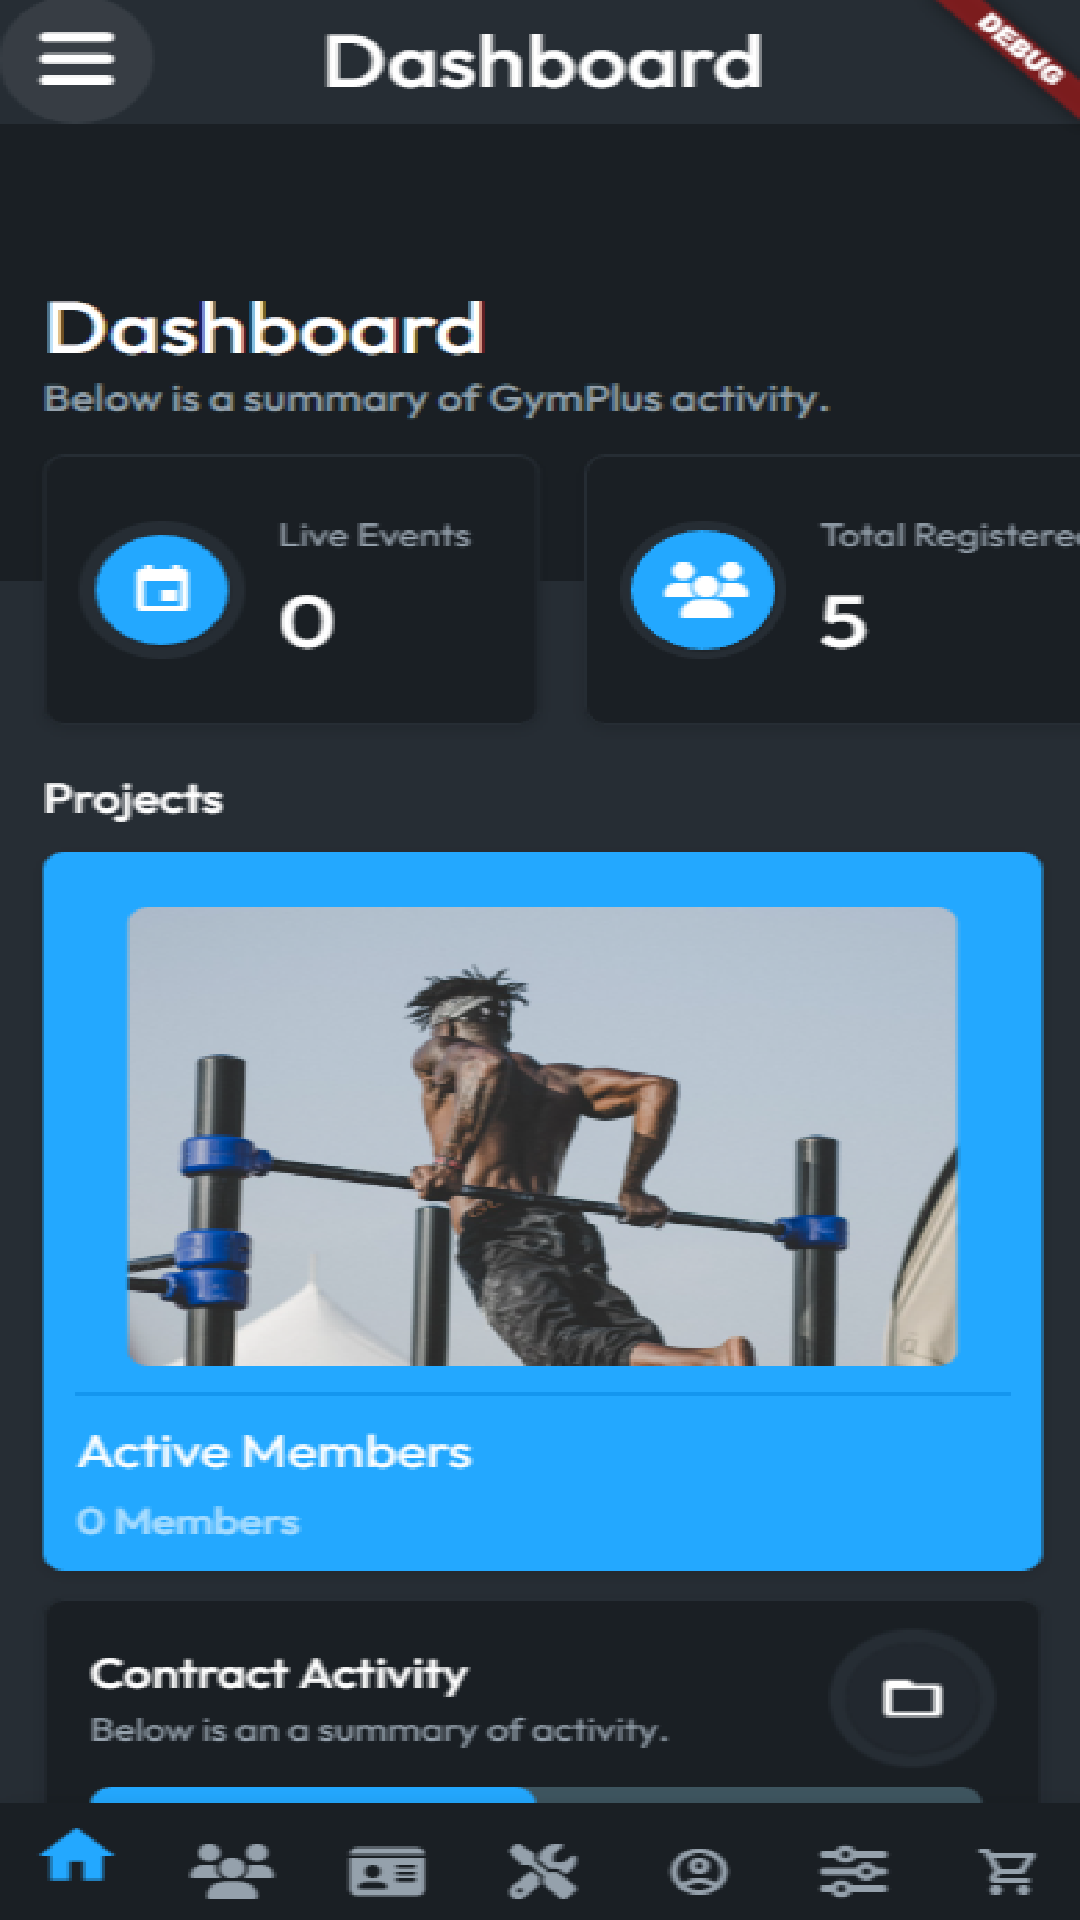 Dashboard
DEBUG
Dashboard
Below is a summary of GymPlus activity.
Live Events
0
Total Registered
5
Projects
Active Members
0 Members
Contract Activity
Below is an a summary of activity.